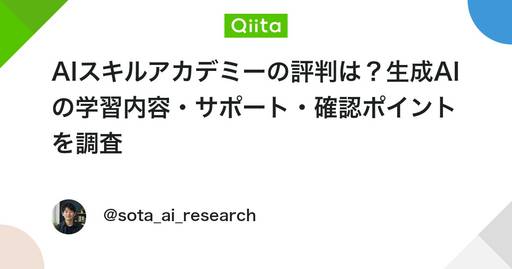 Qiita
AIスキルアカデミーの評判は？生成AI
の学習内容・サポート・確認ポイント
を調査
@sota_ai_research